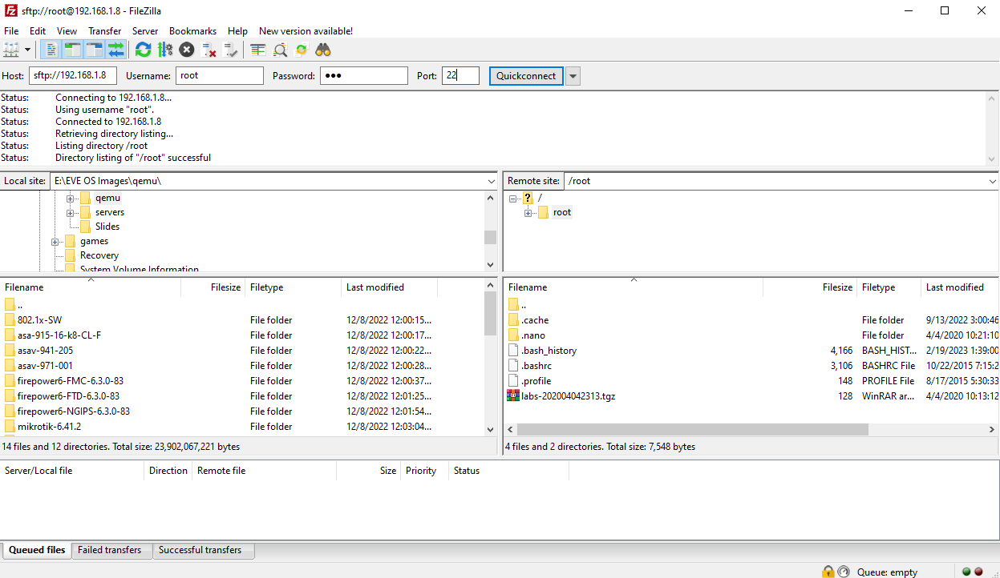 sftp://root@192.168.1.8 - FileZilla
File Edit View Transfer Server Bookmarks Help New version available!
Host: sftp://192.168.1.8 Username: root Password: ●●● Port: 22 Quickconnect
Status: Connecting to 192.168.1.8...
Status: Using username "root".
Status: Connected to 192.168.1.8
Status: Retrieving directory listing...
Status: Listing directory /root
Status: Directory listing of "/root" successful
Local site: E:\EVE OS Images\qemu\
qemu
servers
Slides
games
Recovery
System Volume Information
Remote site: /root
? /
root
Filename Filesize Filetype Last modified
..
802.1x-SW File folder 12/8/2022 12:00:15...
asa-915-16-k8-CL-F File folder 12/8/2022 12:00:17...
asav-941-205 File folder 12/8/2022 12:00:22...
asav-971-001 File folder 12/8/2022 12:00:28...
firepower6-FMC-6.3.0-83 File folder 12/8/2022 12:00:37...
firepower6-FTD-6.3.0-83 File folder 12/8/2022 12:01:25...
firepower6-NGIPS-6.3.0-83 File folder 12/8/2022 12:01:54...
mikrotik-6.41.2 File folder 12/8/2022 12:03:04...
14 files and 12 directories. Total size: 23,902,067,221 bytes
Filename Filesize Filetype Last modified
..
.cache File folder 9/13/2022 3:00:46
.nano File folder 4/4/2020 10:21:10
.bash_history 4,166 BASH_HIST... 2/19/2023 1:39:00
.bashrc 3,106 BASHRC File 10/22/2015 7:15:2
.profile 148 PROFILE File 8/17/2015 5:30:33
labs-202004042313.tgz 128 WinRAR ar... 4/4/2020 10:13:12
4 files and 2 directories. Total size: 7,548 bytes
Server/Local file Direction Remote file Size Priority Status
Queued files Failed transfers Successful transfers
Queue: empty